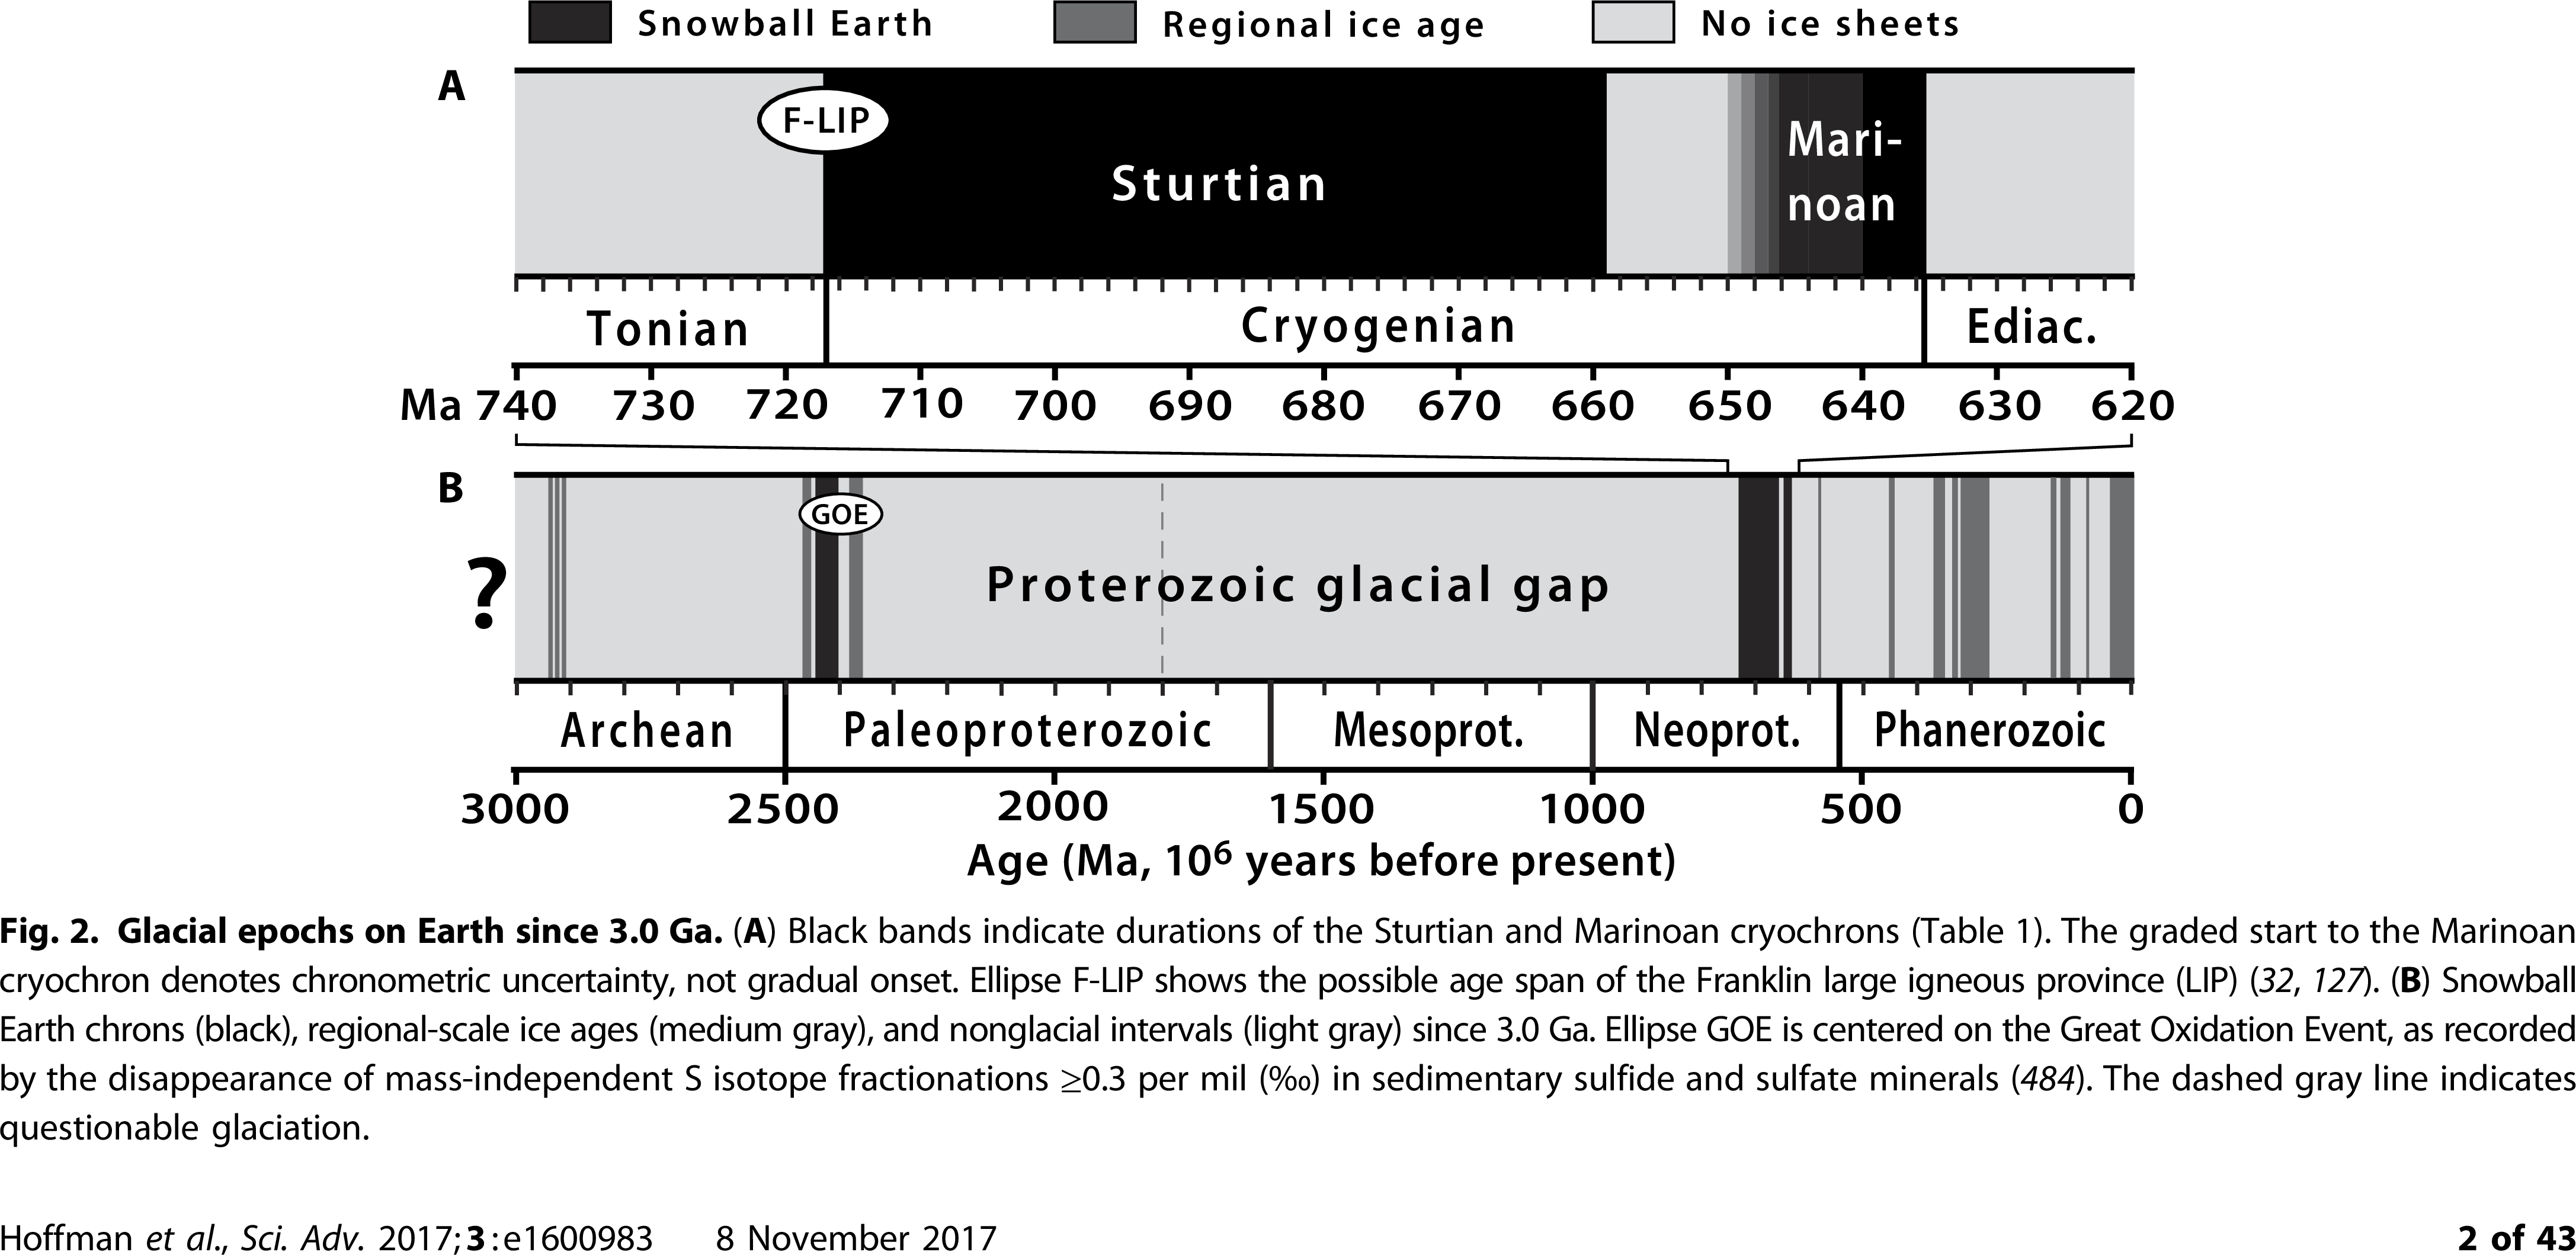 Snowball Earth Regional ice age No ice sheets
A
F-LIP
Sturtian
Mari-
noan
Tonian Cryogenian Ediac.
Ma 740 730 720 710 700 690 680 670 660 650 640 630 620
B
GOE
?
Proterozoic glacial gap
Archean Paleoproterozoic Mesoprot. Neoprot. Phanerozoic
3000 2500 2000 1500 1000 500 0
Age (Ma, 10⁶ years before present)
Fig. 2. Glacial epochs on Earth since 3.0 Ga. (A) Black bands indicate durations of the Sturtian and Marinoan cryochrons (Table 1). The graded start to the Marinoan
cryochron denotes chronometric uncertainty, not gradual onset. Ellipse F-LIP shows the possible age span of the Franklin large igneous province (LIP) (32, 127). (B) Snowball
Earth chrons (black), regional-scale ice ages (medium gray), and nonglacial intervals (light gray) since 3.0 Ga. Ellipse GOE is centered on the Great Oxidation Event, as recorded
by the disappearance of mass-independent S isotope fractionations ≥0.3 per mil (‰) in sedimentary sulfide and sulfate minerals (484). The dashed gray line indicates
questionable glaciation.
Hoffman et al., Sci. Adv. 2017; 3 : e1600983 8 November 2017 2 of 43